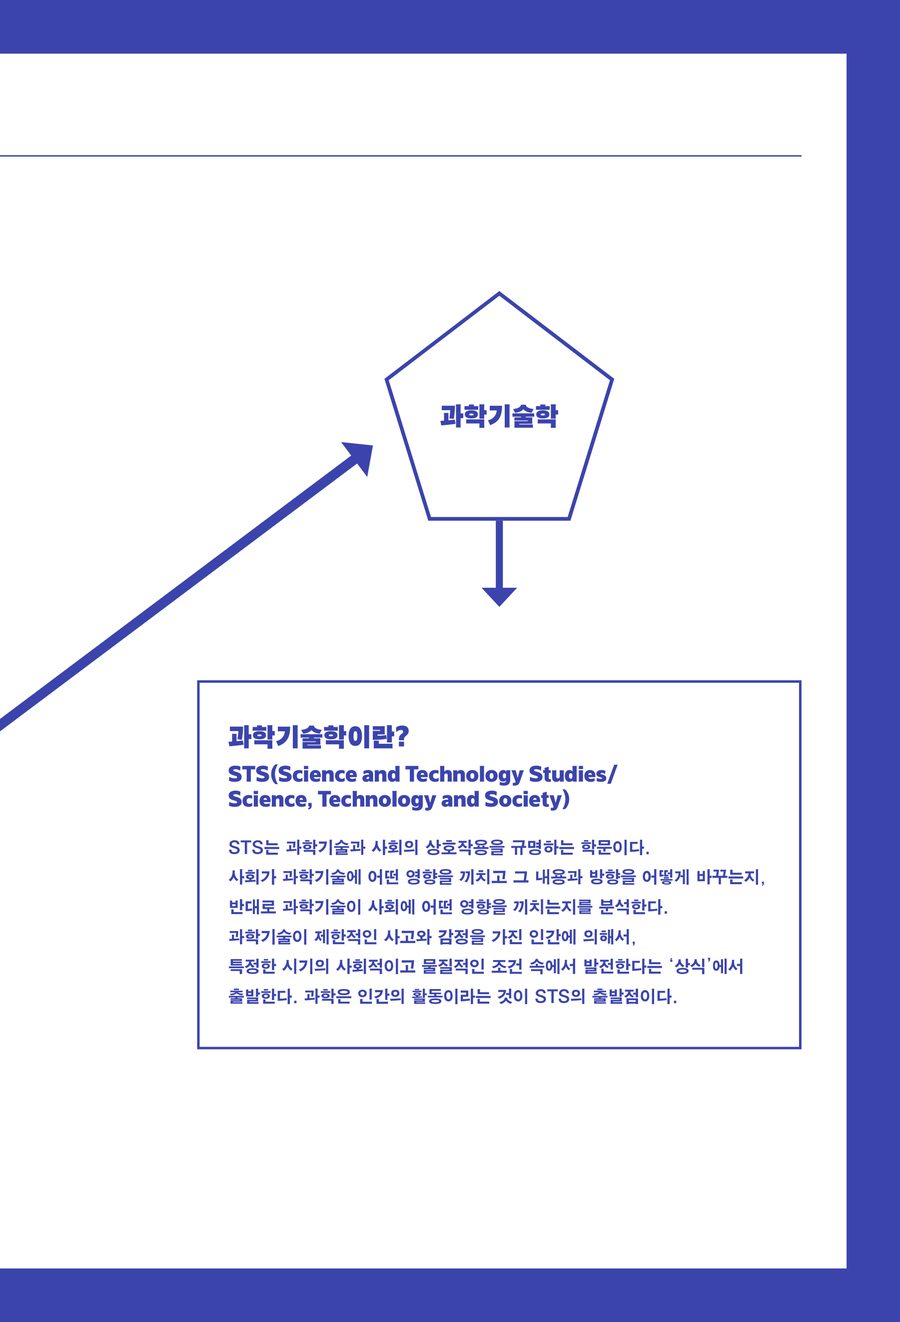 과학기술학
과학기술학이란?
STS(Science and Technology Studies/
Science, Technology and Society)
STS는 과학기술과 사회의 상호작용을 규명하는 학문이다.
사회가 과학기술에 어떤 영향을 끼치고 그 내용과 방향을 어떻게 바꾸는지,
반대로 과학기술이 사회에 어떤 영향을 끼치는지를 분석한다.
과학기술이 제한적인 사고와 감정을 가진 인간에 의해서,
특정한 시기의 사회적이고 물질적인 조건 속에서 발전한다는 ‘상식’에서
출발한다. 과학은 인간의 활동이라는 것이 STS의 출발점이다.